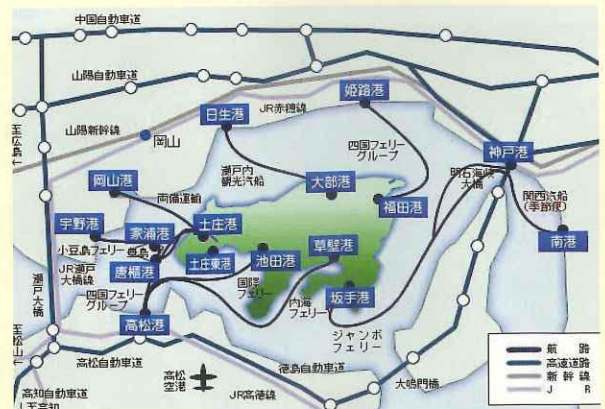 中国自動車道
山陽自動車道
姫路港
JR赤穂線
日生港
山陽新幹線
岡山
至広島
神戸港
四国フェリー
グループ
瀬戸内
観光汽船
明石海峡
大橋
岡山港
大部港
関西汽船
(季節便)
両備運輸
福田港
宇野港
家浦港
土庄港
草壁港
南港
小豆島フェリー
豊島
JR瀬戸
大橋線
唐櫃港
土庄東港
池田港
瀬戸大橋
国際
フェリー
坂手港
四国フェリー
グループ
内海
フェリー
高松港
ジャンボ
フェリー
至松山
航路
高速道路
新幹線
JR
高松自動車道
高松
空港
徳島自動車道
大鳴門橋
高知自動車道
JR高徳線
至高知